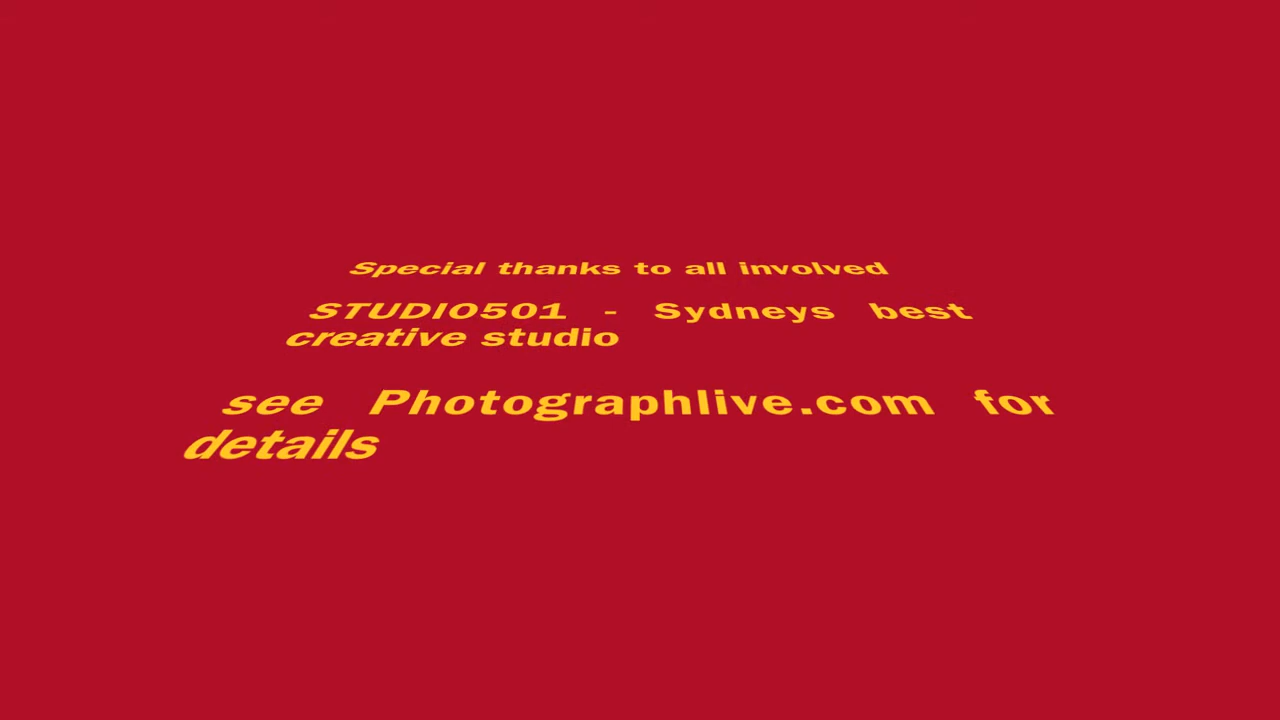 Special thanks to all involved
STUDIO501 - Sydneys best
creative studio
see Photographlive.com for
details